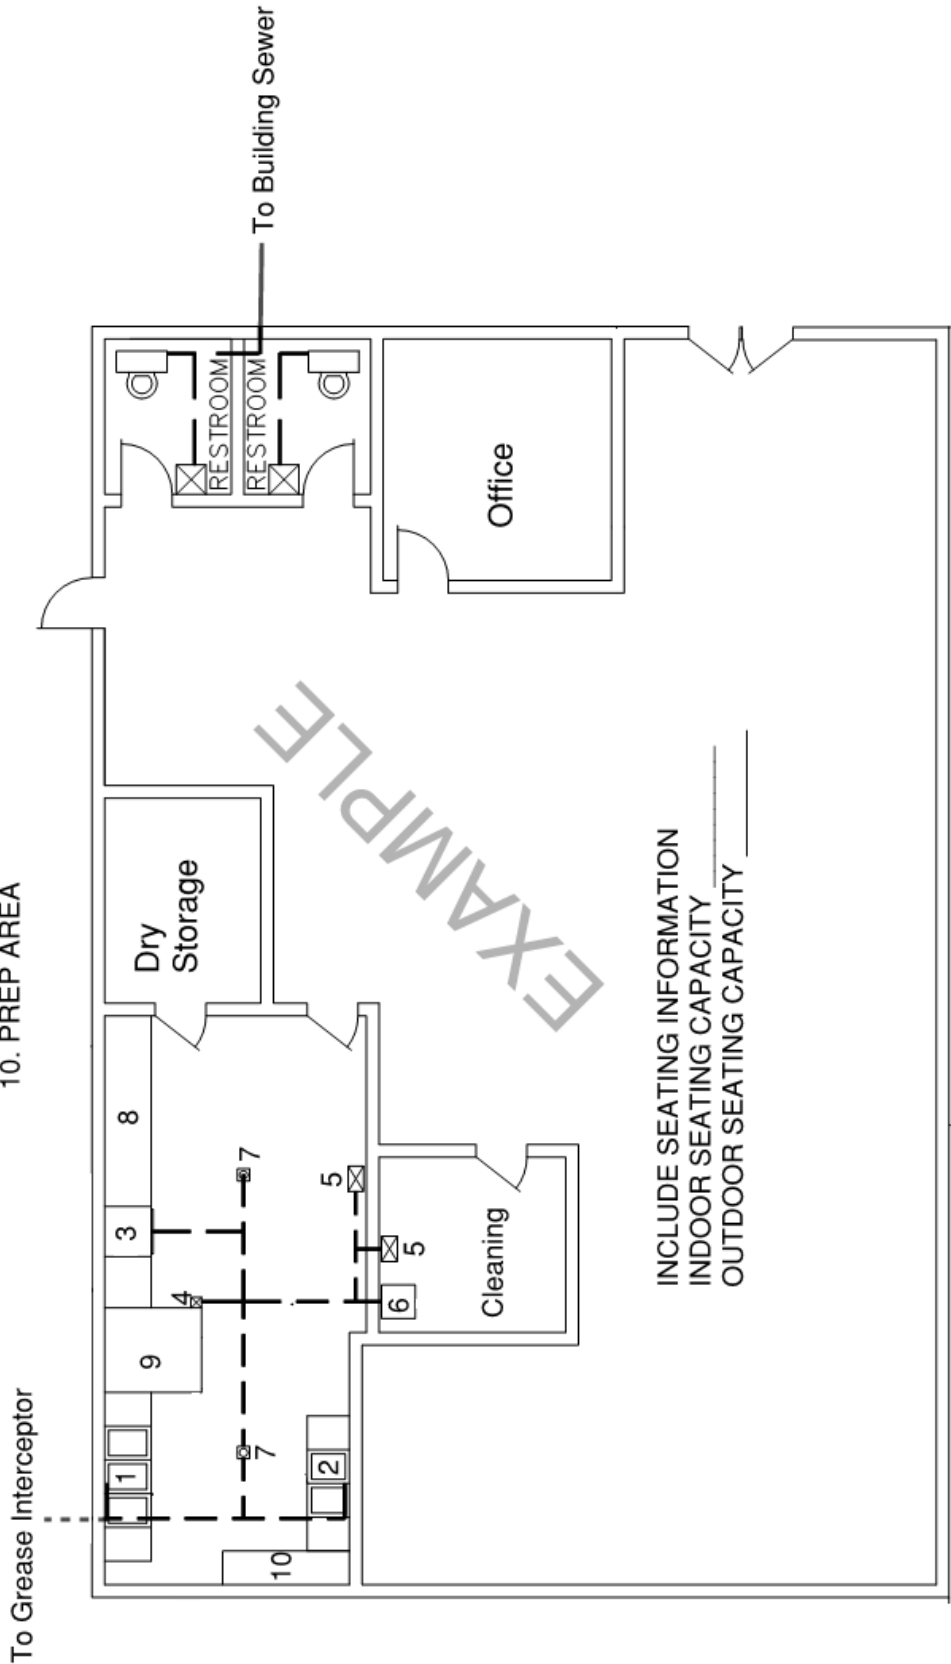 10. PREP AREA
To Grease Interceptor
To Building Sewer
1
9
4
3
8
Dry
Storage
RESTROOM
RESTROOM
7
7
10
2
5
5
6
Cleaning
Office
EXAMPLE
INCLUDE SEATING INFORMATION
INDOOR SEATING CAPACITY
OUTDOOR SEATING CAPACITY